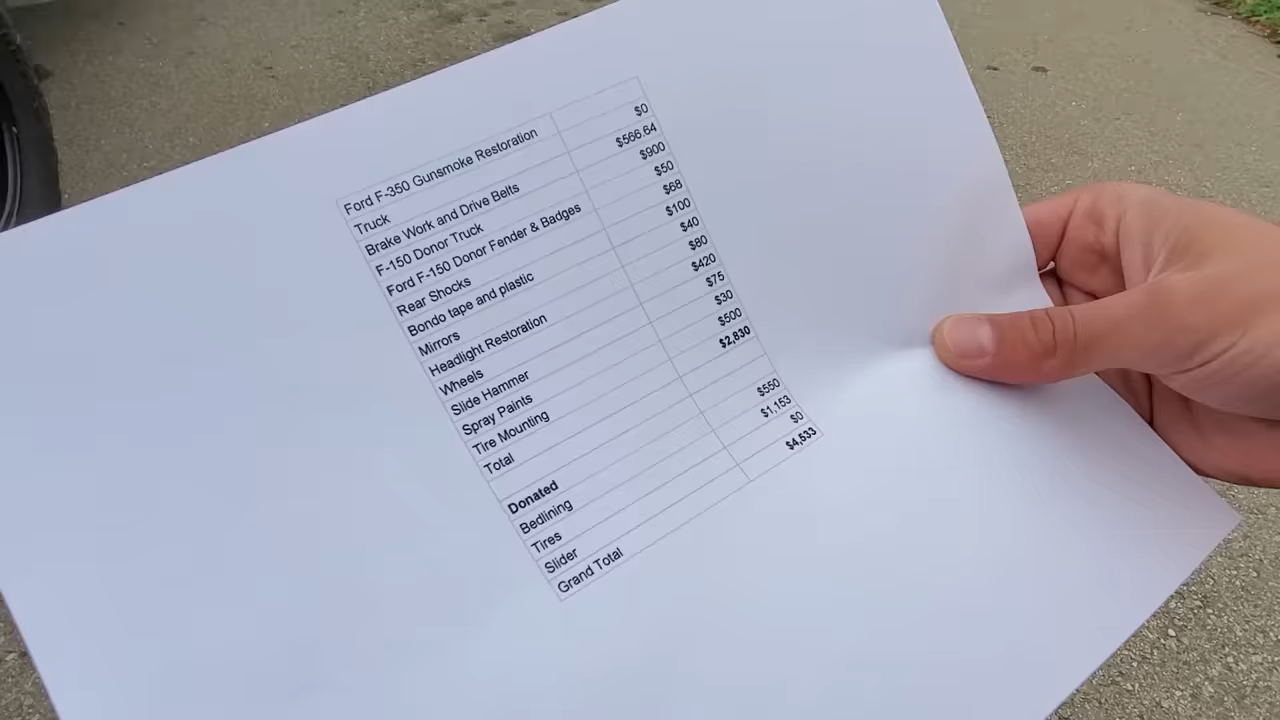 Ford F-350 Gunsmoke Restoration
Truck $0
Brake Work and Drive Belts $566.64
F-150 Donor Truck $900
Ford F-150 Donor Fender & Badges $50
Rear Shocks $68
Bondo tape and plastic $100
Mirrors $40
Headlight Restoration $80
Wheels $420
Slide Hammer $75
Spray Paints $30
Tire Mounting $500
Total $2,830
Donated
Bedlining $550
Tires $1,153
Slider $0
Grand Total $4,533